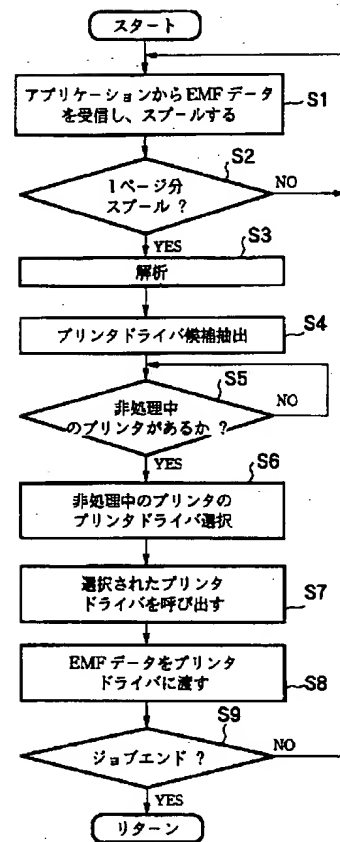 スタート
アプリケーションからEMFデータ
を受信し、スプールする
S1
1ページ分
スプール ?
S2
NO
YES
S3
解析
プリンタドライバ候補抽出
S4
非処理中
のプリンタがあるか ?
S5
NO
YES
S6
非処理中のプリンタの
プリンタドライバ選択
選択されたプリンタ
ドライバを呼び出す
S7
EMFデータをプリンタ
ドライバに渡す
S8
S9
ジョブエンド ?
NO
YES
リターン